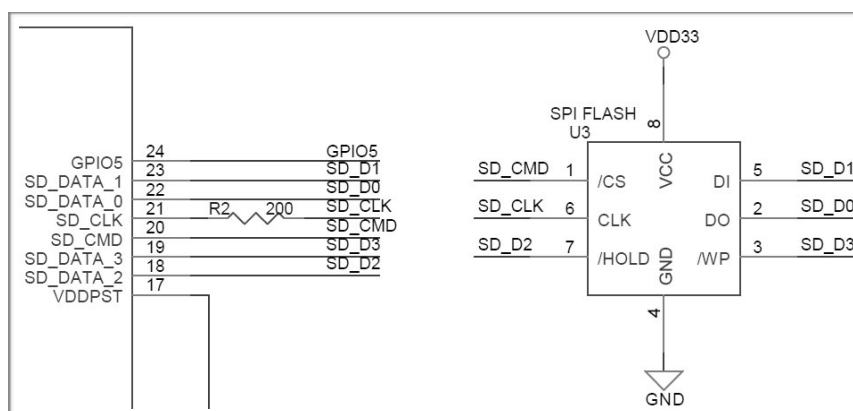 24
GPIO5
GPIO5
23
SD_D1
SD_DATA_1
22
SD_D0
SD_DATA_0
21
R2
200
SD_CLK
SD_CLK
20
SD_CMD
SD_CMD
19
SD_D3
SD_DATA_3
18
SD_D2
SD_DATA_2
17
VDDPST
VDD33
SPI FLASH
U3
8
VCC
SD_CMD
1
/CS
DI
5
SD_D1
SD_CLK
6
CLK
DO
2
SD_D0
SD_D2
7
/HOLD
GND
/WP
3
SD_D3
4
GND